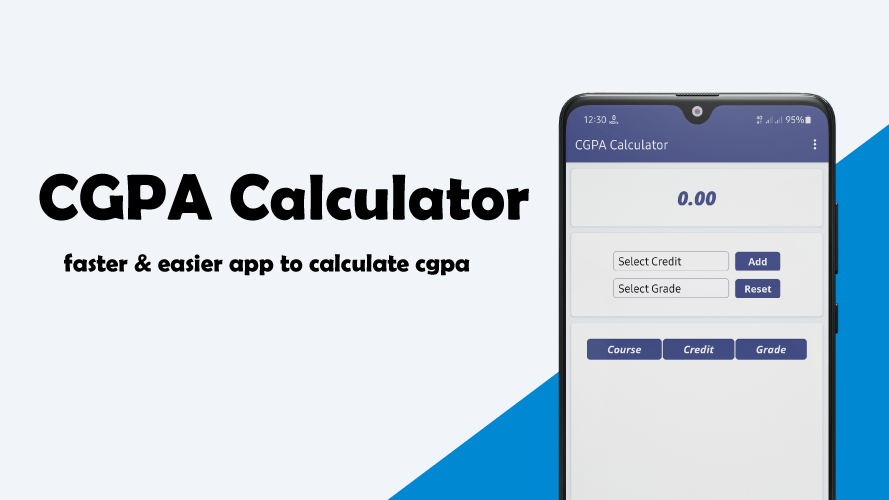 CGPA Calculator
faster & easier app to calculate cgpa
12:30 95%
CGPA Calculator
0.00
Select Credit Add
Select Grade Reset
Course Credit Grade